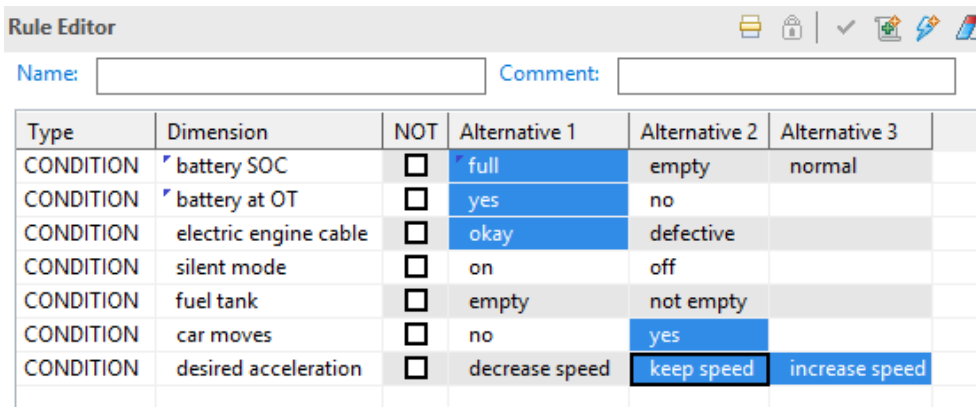 Rule Editor
Name: Comment:
Type Dimension NOT Alternative 1 Alternative 2 Alternative 3
CONDITION battery SOC full empty normal
CONDITION battery at OT yes no
CONDITION electric engine cable okay defective
CONDITION silent mode on off
CONDITION fuel tank empty not empty
CONDITION car moves no yes
CONDITION desired acceleration decrease speed keep speed increase speed